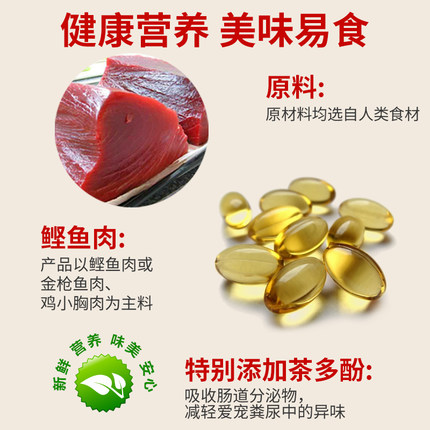 健康营养 美味易食
原料:
原材料均选自人类食材
鲣鱼肉:
产品以鲣鱼肉或
金枪鱼肉、
鸡小胸肉为主料
新鲜 营养 味美 安心
特别添加茶多酚:
吸收肠道分泌物,
减轻爱宠粪尿中的异味